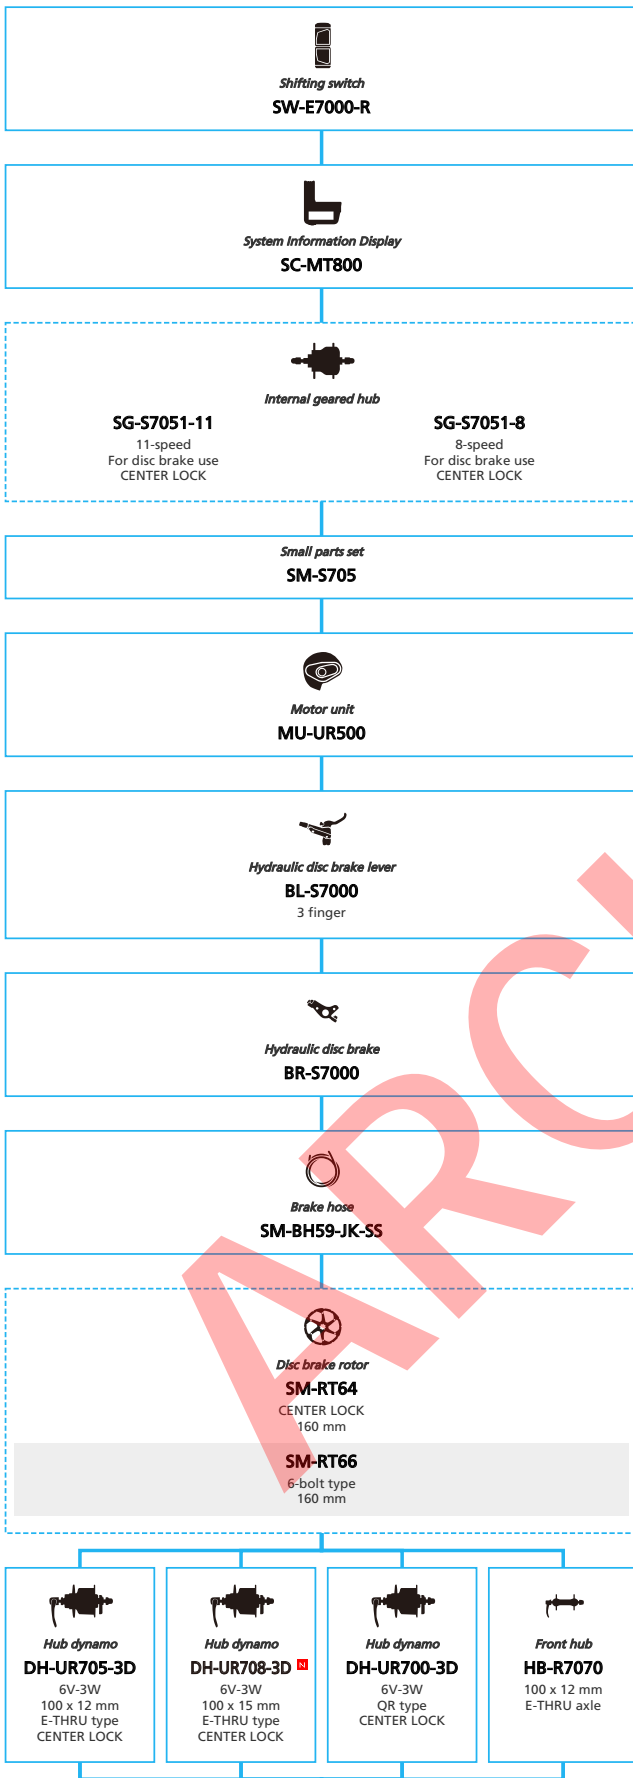 Shifting switch
SW-E7000-R
System Information Display
SC-MT800
Internal geared hub
SG-S7051-11
11-speed
For disc brake use
CENTER LOCK
SG-S7051-8
8-speed
For disc brake use
CENTER LOCK
Small parts set
SM-S705
Motor unit
MU-UR500
Hydraulic disc brake lever
BL-S7000
3 finger
Hydraulic disc brake
BR-S7000
Brake hose
SM-BH59-JK-SS
Disc brake rotor
SM-RT64
CENTER LOCK
160 mm
SM-RT66
6-bolt type
160 mm
Hub dynamo
DH-UR705-3D
6V-3W
100 x 12 mm
E-THRU type
CENTER LOCK
Hub dynamo
DH-UR708-3D N
6V-3W
100 x 15 mm
E-THRU type
CENTER LOCK
Hub dynamo
DH-UR700-3D
6V-3W
QR type
CENTER LOCK
Front hub
HB-R7070
100 x 12 mm
E-THRU axle
ARC